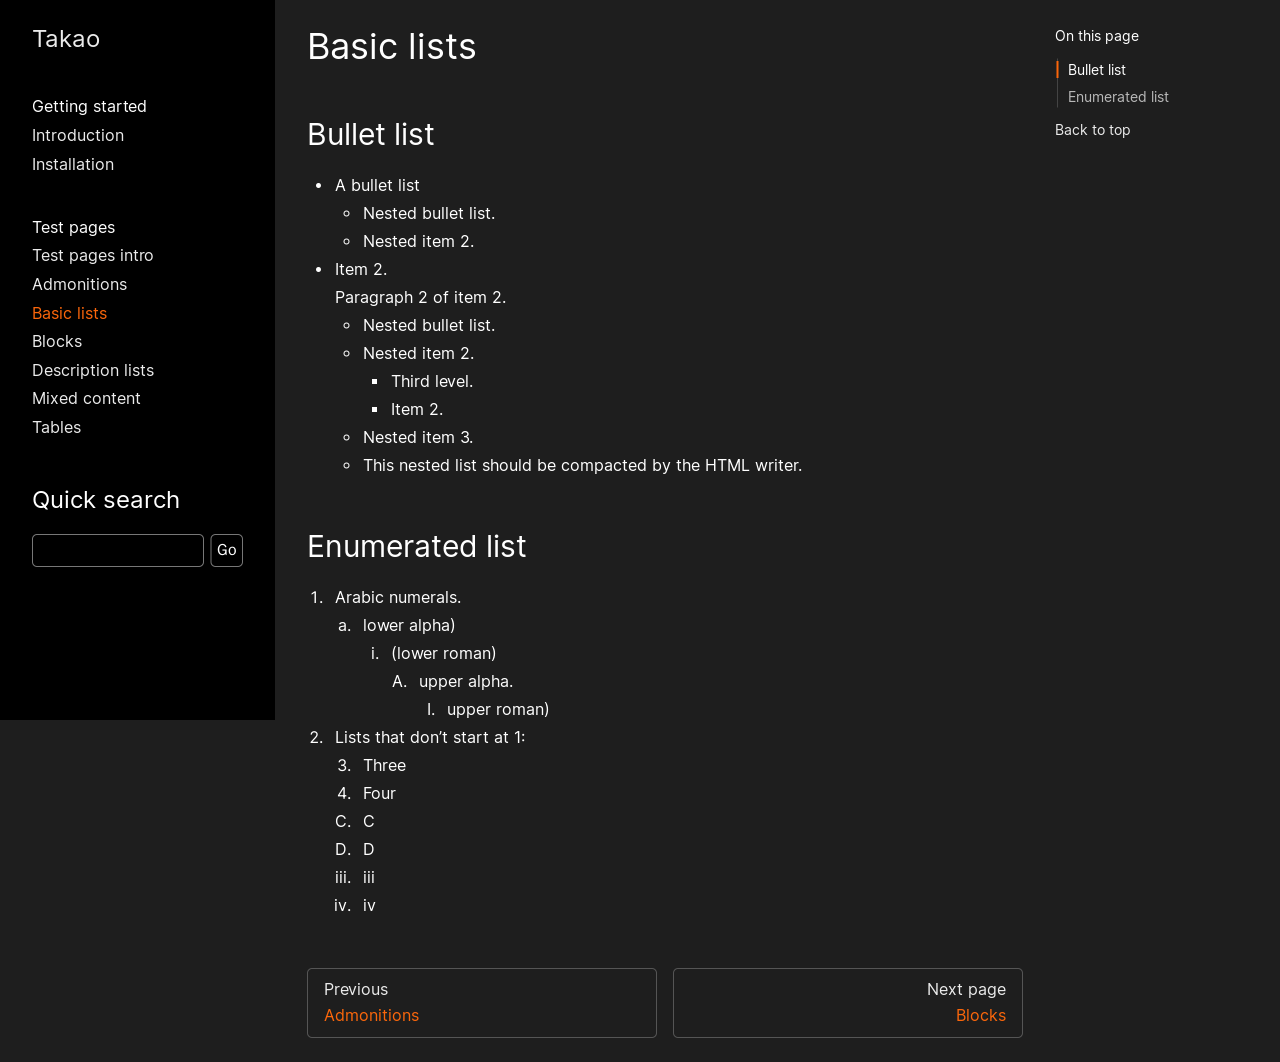 Takao
Getting started
Introduction
Installation
Test pages
Test pages intro
Admonitions
Basic lists
Blocks
Description lists
Mixed content
Tables
Quick search
Go
Basic lists
Bullet list
• A bullet list
◦ Nested bullet list.
◦ Nested item 2.
• Item 2.
Paragraph 2 of item 2.
◦ Nested bullet list.
◦ Nested item 2.
▪ Third level.
▪ Item 2.
◦ Nested item 3.
◦ This nested list should be compacted by the HTML writer.
Enumerated list
1. Arabic numerals.
a. lower alpha)
i. (lower roman)
A. upper alpha.
I. upper roman)
2. Lists that don’t start at 1:
3. Three
4. Four
C. C
D. D
iii. iii
iv. iv
Previous
Admonitions
Next page
Blocks
On this page
Bullet list
Enumerated list
Back to top